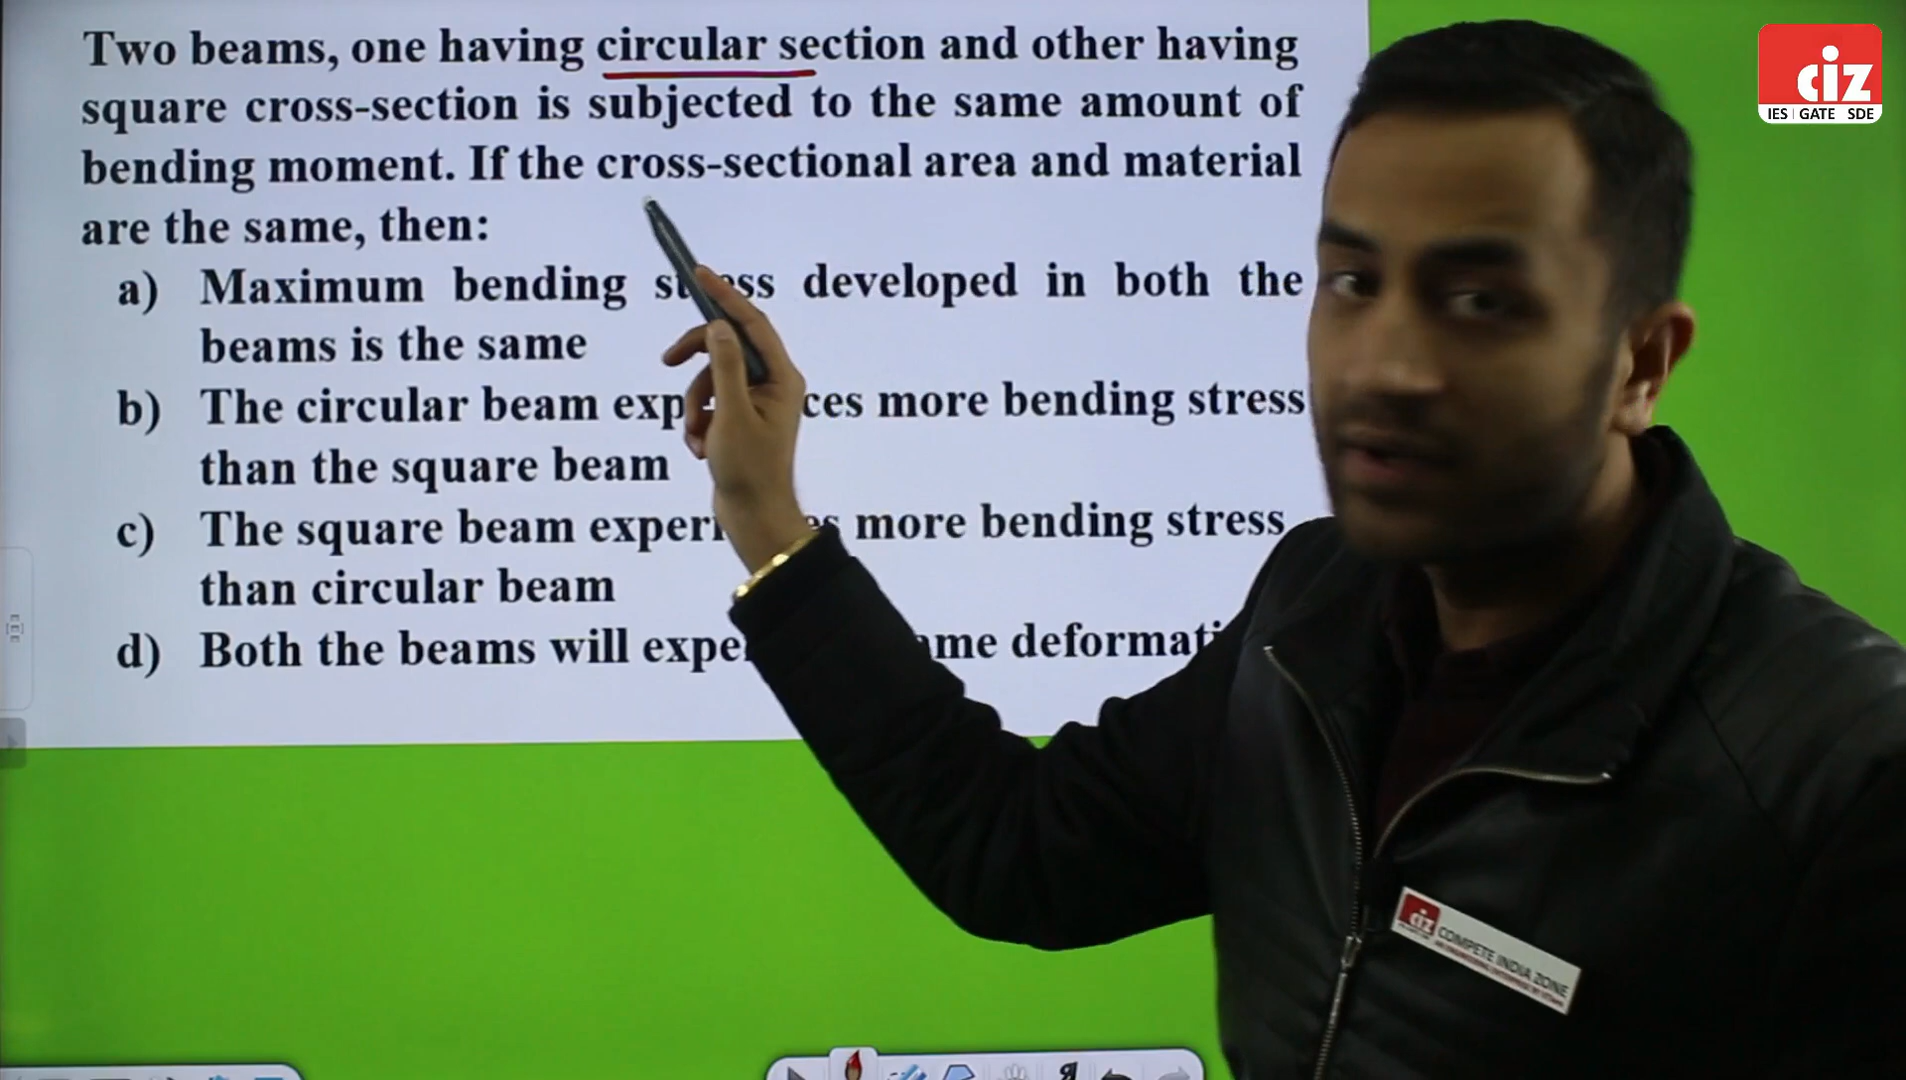 Two beams, one having circular section and other having
square cross-section is subjected to the same amount of
bending moment. If the cross-sectional area and material
are the same, then:
a) Maximum bending developed in both the
beams is the same
b) The circular beam more bending stress
than the square beam
c) The square beam more bending stress
than circular beam
d) Both the beams will
ciz
IES | GATE SDE
ciz
COMPETE INDIA ZONE